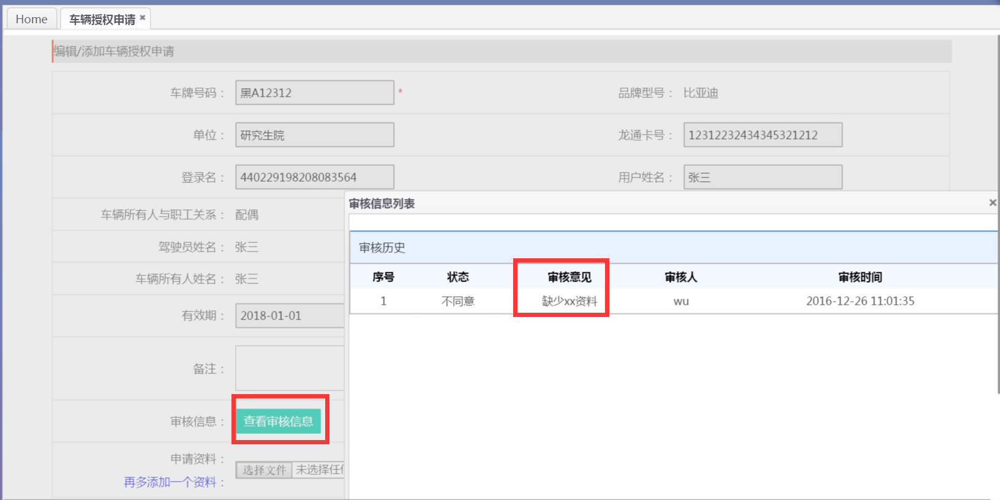 Home 车辆授权申请 ×
编辑/添加车辆授权申请
车牌号码： 黑A12312 * 品牌型号： 比亚迪
单位： 研究生院 龙通卡号： 12312232434345321212
登录名： 440229198208083564 用户姓名： 张三
车辆所有人与职工关系： 配偶
驾驶员姓名： 张三
车辆所有人姓名： 张三
有效期： 2018-01-01
备注：
审核信息： 查看审核信息
申请资料：
再多添加一个资料：
选择文件 未选择任
审核信息列表 ×
审核历史
序号 状态 审核意见 审核人 审核时间
1 不同意 缺少xx资料 wu 2016-12-26 11:01:35